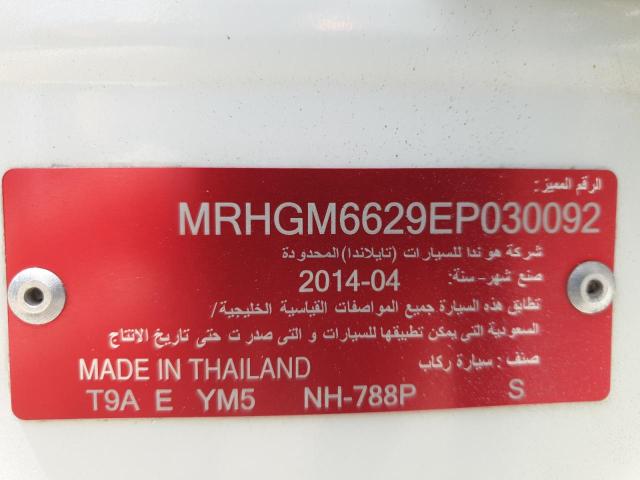 الرقم المميز:
MRHGM6629EP030092
شركة هوندا للسيارات (تايلاندا) المحدودة
صنع شهر- سنة: 2014-04
تطابق هذه السيارة جميع المواصفات القياسية الخليجية/
السعودية التي يمكن تطبيقها للسيارات و التى صدرت حتى تاريخ الانتاج
صنف: سيارة ركاب
MADE IN THAILAND
T9A E YM5 NH-788P S